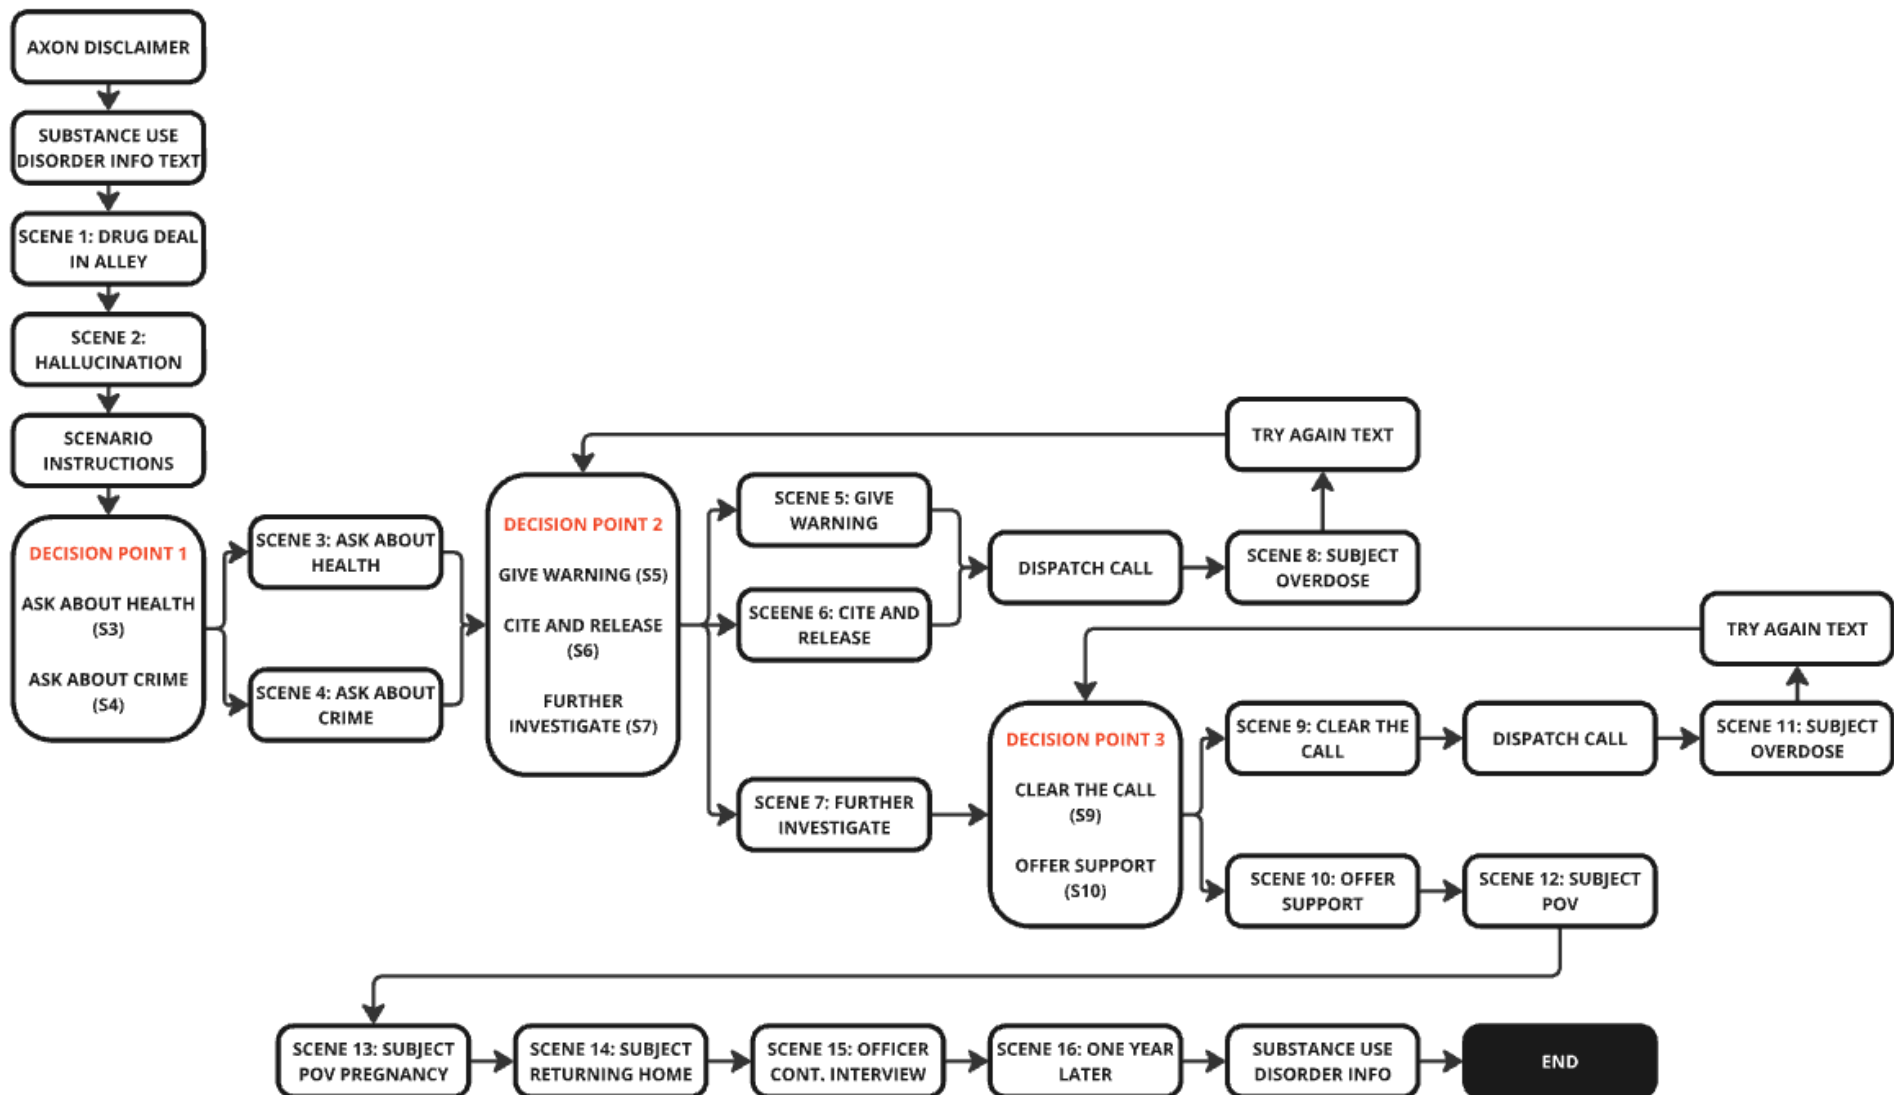 AXON DISCLAIMER
SUBSTANCE USE
DISORDER INFO TEXT
SCENE 1: DRUG DEAL
IN ALLEY
SCENE 2:
HALLUCINATION
SCENARIO
INSTRUCTIONS
DECISION POINT 1
ASK ABOUT HEALTH
(S3)
ASK ABOUT CRIME
(S4)
SCENE 3: ASK ABOUT
HEALTH
SCENE 4: ASK ABOUT
CRIME
DECISION POINT 2
GIVE WARNING (S5)
CITE AND RELEASE
(S6)
FURTHER
INVESTIGATE (S7)
SCENE 5: GIVE
WARNING
SCEENE 6: CITE AND
RELEASE
DISPATCH CALL
SCENE 8: SUBJECT
OVERDOSE
TRY AGAIN TEXT
SCENE 7: FURTHER
INVESTIGATE
DECISION POINT 3
CLEAR THE CALL
(S9)
OFFER SUPPORT
(S10)
SCENE 9: CLEAR THE
CALL
DISPATCH CALL
SCENE 11: SUBJECT
OVERDOSE
TRY AGAIN TEXT
SCENE 10: OFFER
SUPPORT
SCENE 12: SUBJECT
POV
SCENE 13: SUBJECT
POV PREGNANCY
SCENE 14: SUBJECT
RETURNING HOME
SCENE 15: OFFICER
CONT. INTERVIEW
SCENE 16: ONE YEAR
LATER
SUBSTANCE USE
DISORDER INFO
END